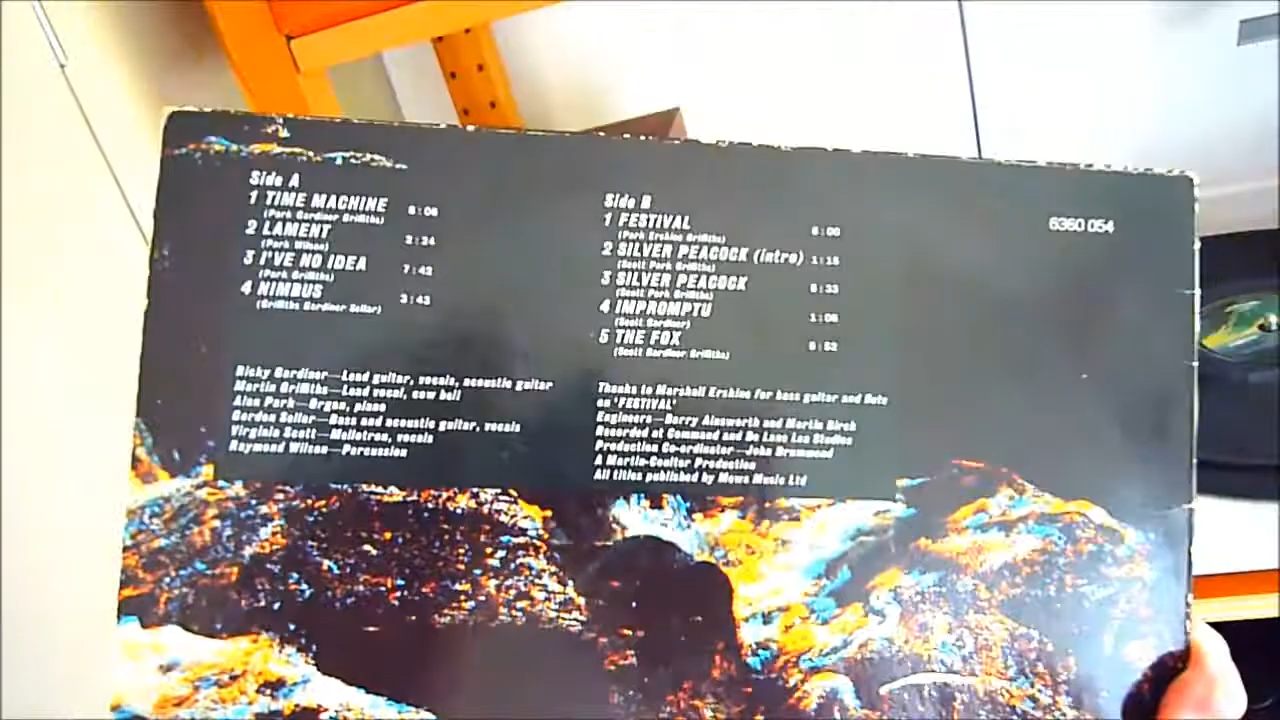 Side A
1 TIME MACHINE 8:06
(Park Gardiner Griffiths)
2 LAMENT 2:34
(Park Wilson)
3 I'VE NO IDEA 7:42
(Park Griffiths)
4 NIMBUS 3:43
(Griffiths Gardiner Sellar)
Ricky Gardiner—Lead guitar, vocals, acoustic guitar
Martin Griffiths—Lead vocal, cow bell
Alan Park—Organ, piano
Gordon Sellar—Bass and acoustic guitar, vocals
Virginia Scott—Mellotron, vocals
Raymond Wilson—Percussion
Side B
1 FESTIVAL 6:00
(Park Erskine Griffiths)
2 SILVER PEACOCK (intro) 1:15
(Scott Park Griffiths)
3 SILVER PEACOCK 6:33
(Scott Park Griffiths)
4 IMPROMPTU 1:06
(Scott Gardiner)
5 THE FOX 6:52
(Scott Gardiner Griffiths)
Thanks to Marshall Erskine for bass guitar and flute
on 'FESTIVAL'
Engineers—Barry Ainsworth and Martin Birch
Recorded at Command and De Lane Lea Studios
Production Co-ordinator—John Drummond
A Martin-Coulter Production
All titles published by Mews Music Ltd
6360 054